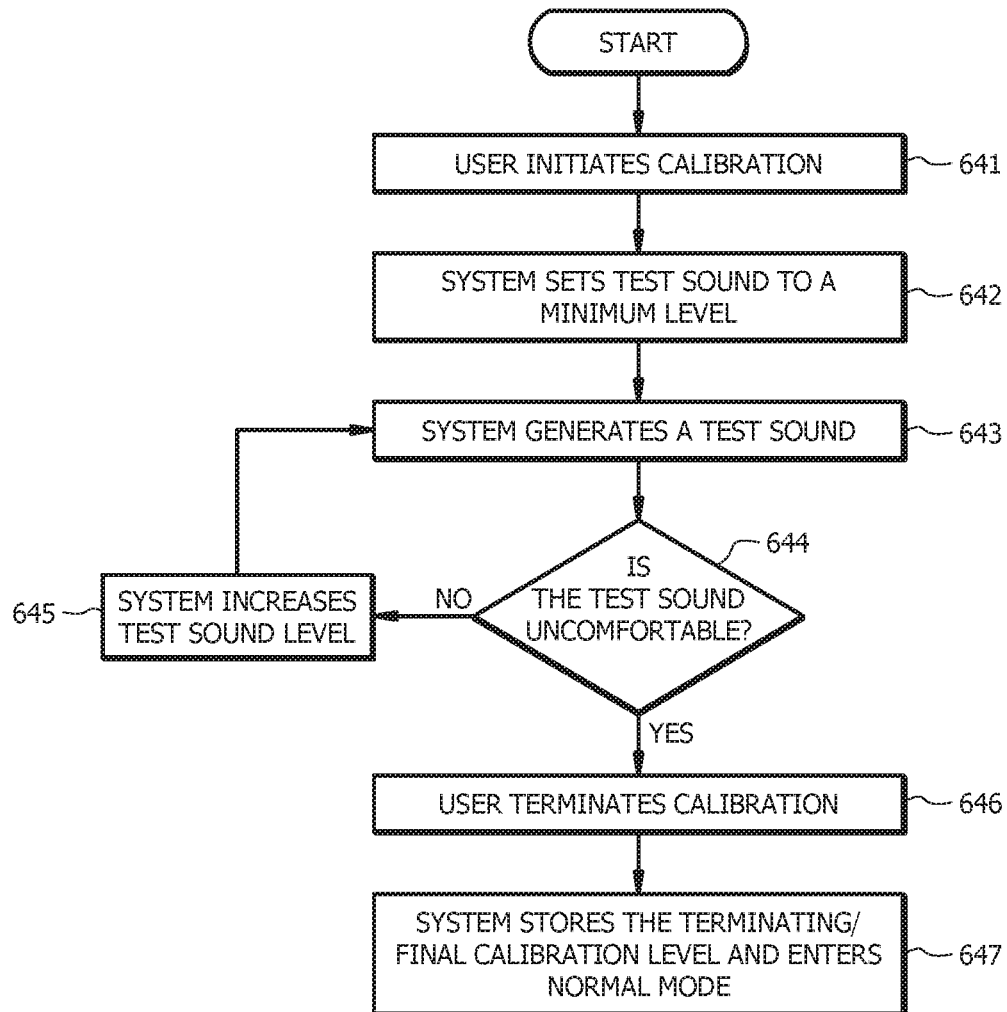 START
USER INITIATES CALIBRATION
641
SYSTEM SETS TEST SOUND TO A
MINIMUM LEVEL
642
SYSTEM GENERATES A TEST SOUND
643
IS
THE TEST SOUND
UNCOMFORTABLE?
644
NO
645
SYSTEM INCREASES
TEST SOUND LEVEL
YES
USER TERMINATES CALIBRATION
646
SYSTEM STORES THE TERMINATING/
FINAL CALIBRATION LEVEL AND ENTERS
NORMAL MODE
647